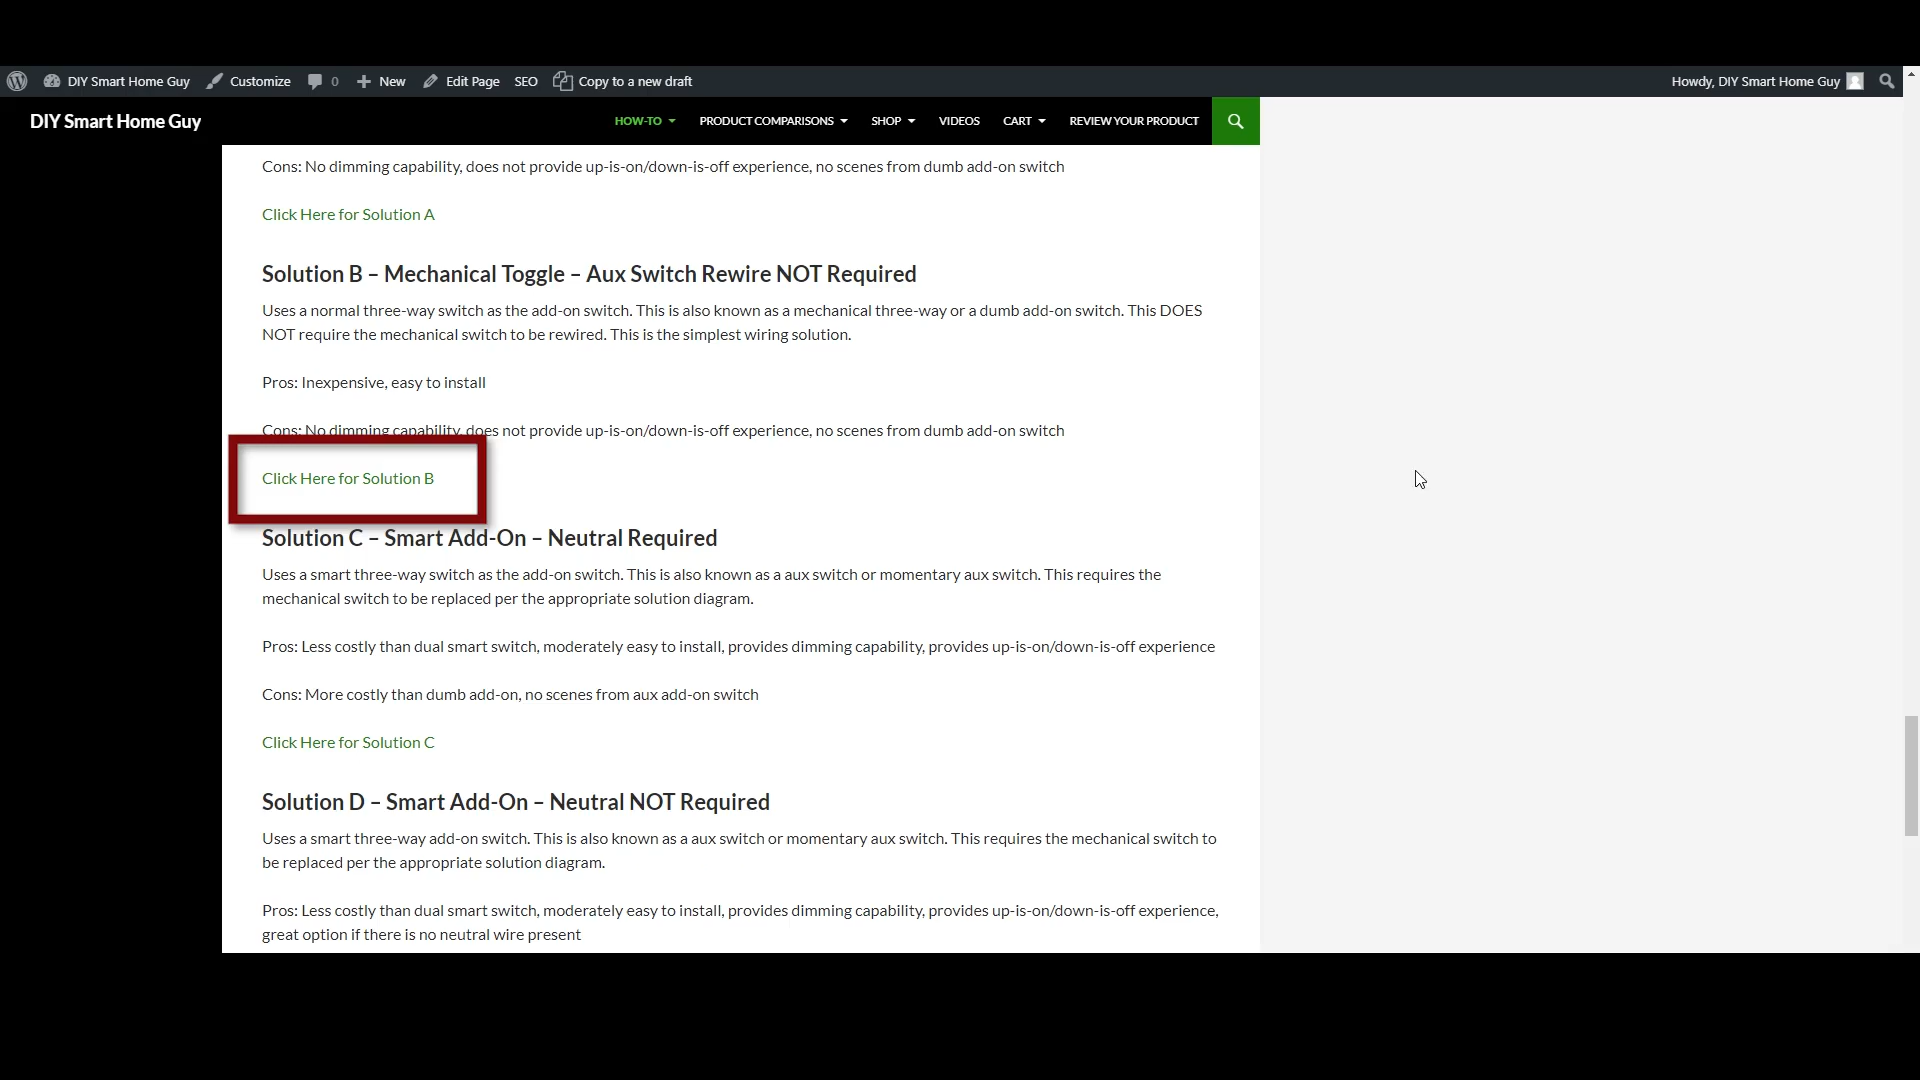 DIY Smart Home Guy Customize 0 New Edit Page SEO Copy to a new draft Howdy, DIY Smart Home Guy
DIY Smart Home Guy HOW-TO PRODUCT COMPARISONS SHOP VIDEOS CART REVIEW YOUR PRODUCT
Cons: No dimming capability, does not provide up-is-on/down-is-off experience, no scenes from dumb add-on switch
Click Here for Solution A
Solution B – Mechanical Toggle – Aux Switch Rewire NOT Required
Uses a normal three-way switch as the add-on switch. This is also known as a mechanical three-way or a dumb add-on switch. This DOES
NOT require the mechanical switch to be rewired. This is the simplest wiring solution.
Pros: Inexpensive, easy to install
Cons: No dimming capability, does not provide up-is-on/down-is-off experience, no scenes from dumb add-on switch
Click Here for Solution B
Solution C – Smart Add-On – Neutral Required
Uses a smart three-way switch as the add-on switch. This is also known as a aux switch or momentary aux switch. This requires the
mechanical switch to be replaced per the appropriate solution diagram.
Pros: Less costly than dual smart switch, moderately easy to install, provides dimming capability, provides up-is-on/down-is-off experience
Cons: More costly than dumb add-on, no scenes from aux add-on switch
Click Here for Solution C
Solution D – Smart Add-On – Neutral NOT Required
Uses a smart three-way add-on switch. This is also known as a aux switch or momentary aux switch. This requires the mechanical switch to
be replaced per the appropriate solution diagram.
Pros: Less costly than dual smart switch, moderately easy to install, provides dimming capability, provides up-is-on/down-is-off experience,
great option if there is no neutral wire present